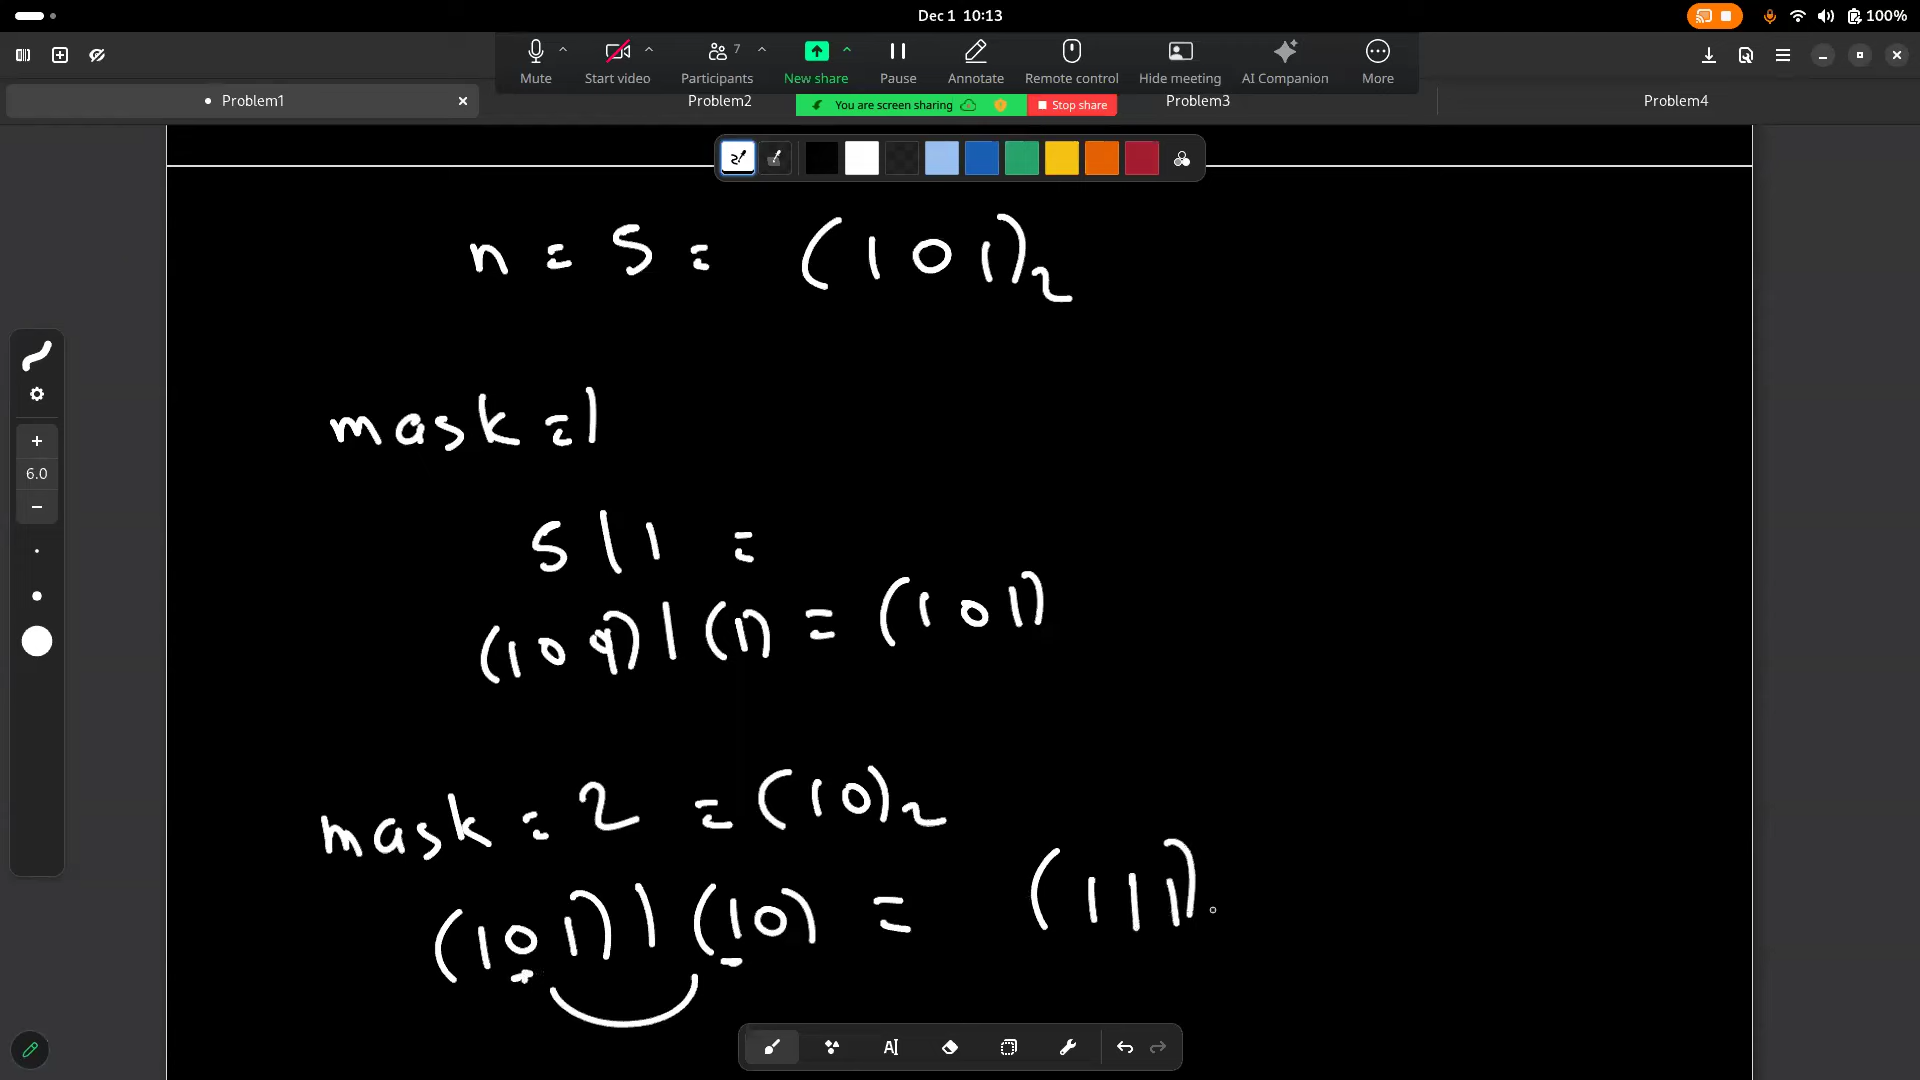 Dec 1 10:13
100%
Mute
Start video
7
Participants
New share
Pause
Annotate
Remote control
Hide meeting
AI Companion
More
Problem1
Problem2
You are screen sharing
Stop share
Problem3
Problem4
n = 5 = (101)2
6.0
mask = 1
5 | 1 =
(101) | (1) = (101)
mask = 2 = (10)2
(101) | (10) = (111)